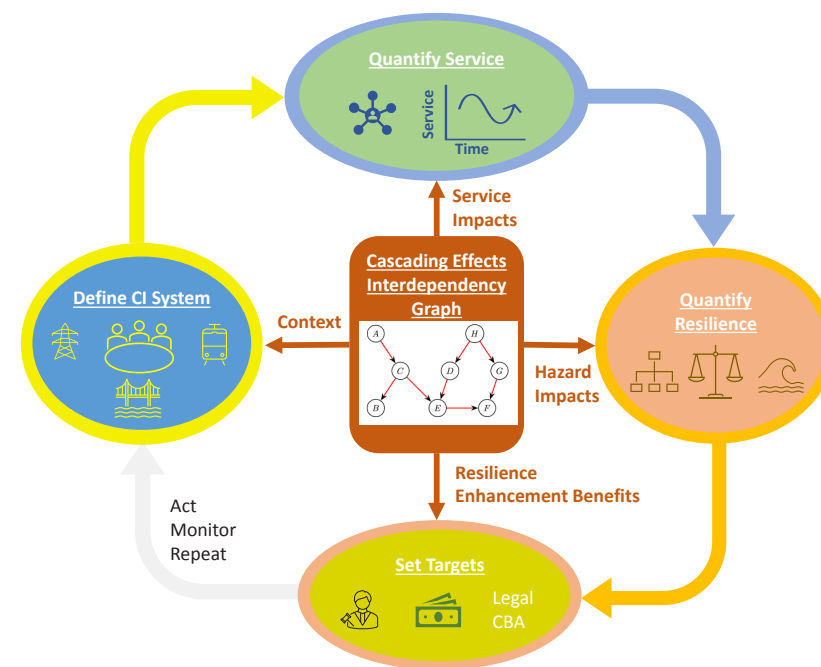 Quantify Service
Service
Time
Service
Impacts
Define CI System
Context
Cascading Effects
Interdependency
Graph
A
H
C
D
G
B
E
F
Quantify
Resilience
Hazard
Impacts
Resilience
Enhancement Benefits
Act
Monitor
Repeat
Set Targets
Legal
CBA